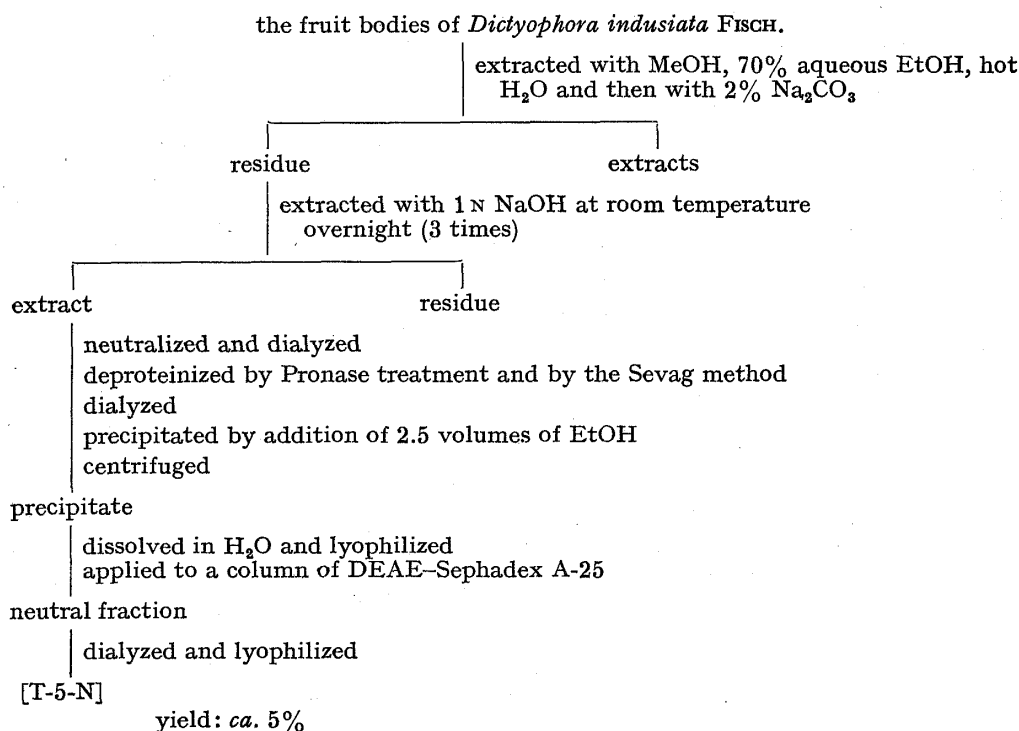 the fruit bodies of Dictyophora indusiata FISCH.
extracted with MeOH, 70% aqueous EtOH, hot
H₂O and then with 2% Na₂CO₃
residue extracts
extracted with 1 N NaOH at room temperature
overnight (3 times)
extract residue
neutralized and dialyzed
deproteinized by Pronase treatment and by the Sevag method
dialyzed
precipitated by addition of 2.5 volumes of EtOH
centrifuged
precipitate
dissolved in H₂O and lyophilized
applied to a column of DEAE–Sephadex A-25
neutral fraction
dialyzed and lyophilized
[T-5-N]
yield: ca. 5%